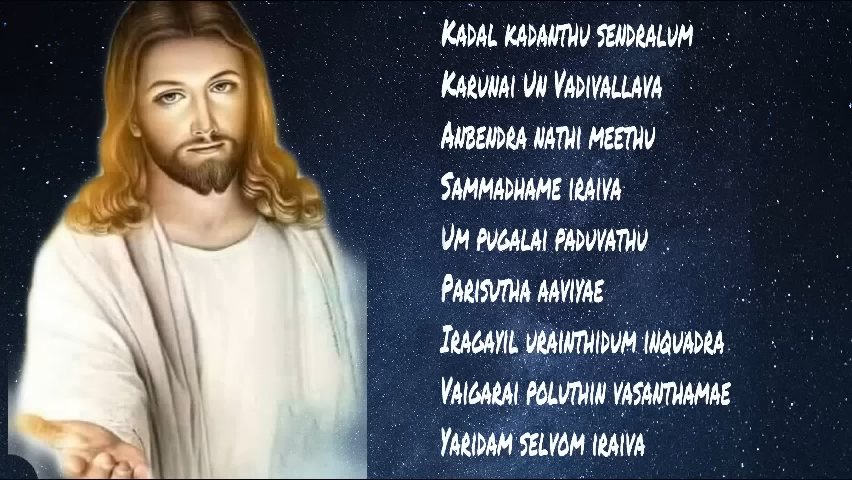 Kadal kadanthu sendralum
Karunai Un Vadivallava
Anbendra nathi meethu
Sammadhame iraiva
Um pugalai paduvathu
Parisutha aaviyae
Iragayil urainthidum inquadra
Vaigarai poluthin vasanthamae
Yaridam selvom iraiva